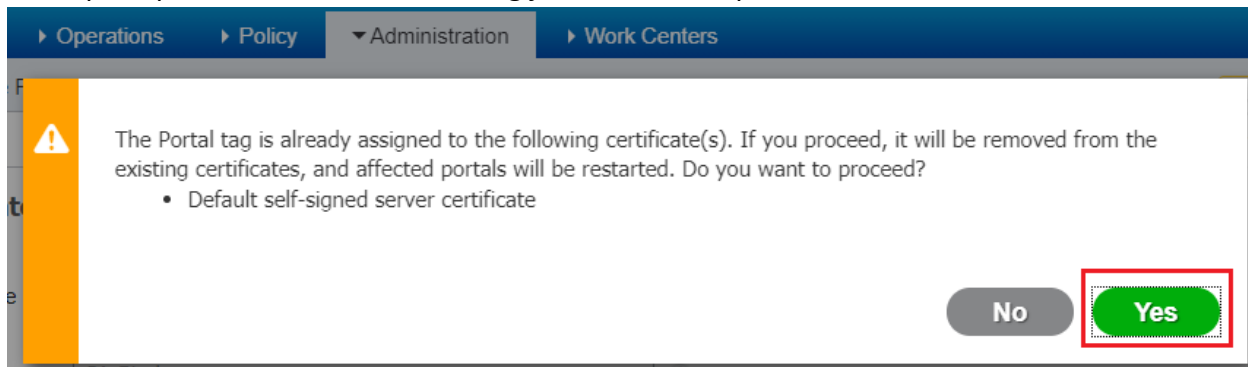 Operations Policy Administration Work Centers
The Portal tag is already assigned to the following certificate(s). If you proceed, it will be removed from the
existing certificates, and affected portals will be restarted. Do you want to proceed?
• Default self-signed server certificate
No Yes